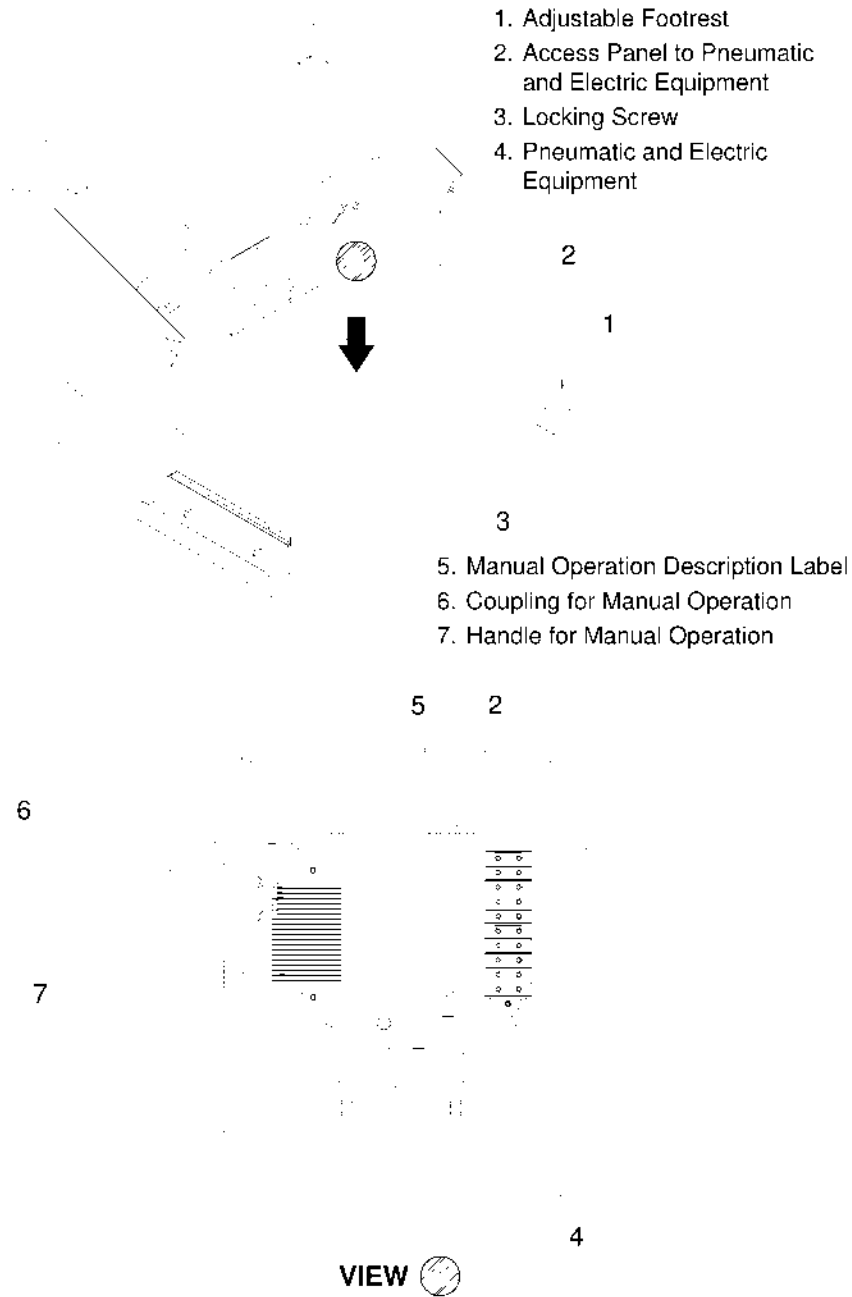 1. Adjustable Footrest
2. Access Panel to Pneumatic
and Electric Equipment
3. Locking Screw
4. Pneumatic and Electric
Equipment
2
1
3
5. Manual Operation Description Label
6. Coupling for Manual Operation
7. Handle for Manual Operation
5 2
6
7
4
VIEW